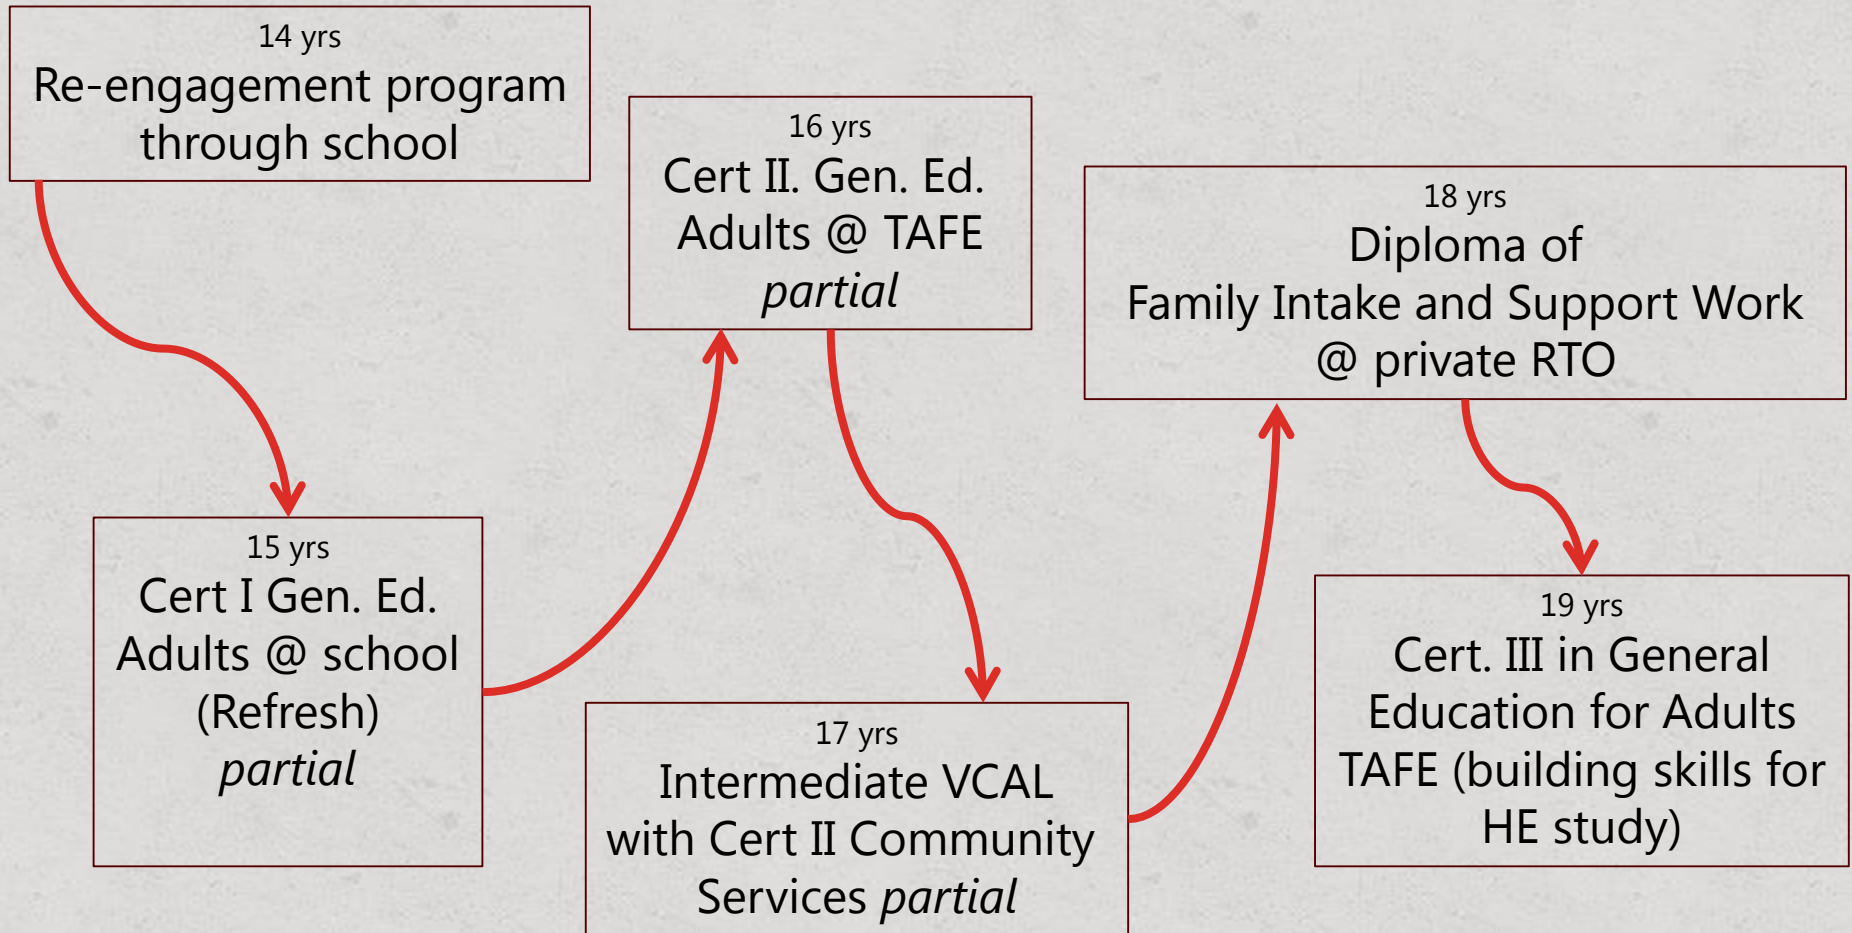 14 yrs
Re-engagement program
through school
15 yrs
Cert I Gen. Ed.
Adults @ school
(Refresh)
partial
16 yrs
Cert II. Gen. Ed.
Adults @ TAFE
partial
17 yrs
Intermediate VCAL
with Cert II Community
Services partial
18 yrs
Diploma of
Family Intake and Support Work
@ private RTO
19 yrs
Cert. III in General
Education for Adults
TAFE (building skills for
HE study)